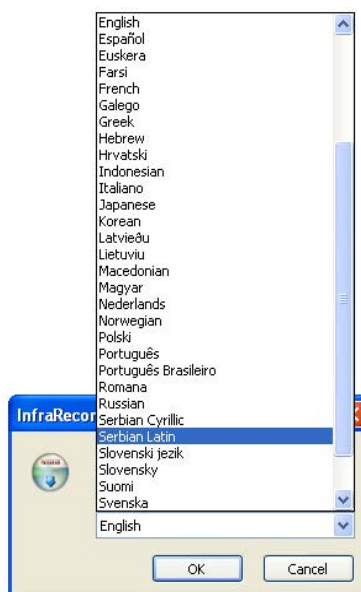 English
Español
Euskera
Farsi
French
Galego
Greek
Hebrew
Hrvatski
Indonesian
Italiano
Japanese
Korean
Latvieðu
Lietuviu
Macedonian
Magyar
Nederlands
Norwegian
Polski
Português
Português Brasileiro
Romana
Russian
Serbian Cyrillic
Serbian Latin
Slovenski jezik
Slovensky
Suomi
Svenska
InfraRecor
English
OK
Cancel